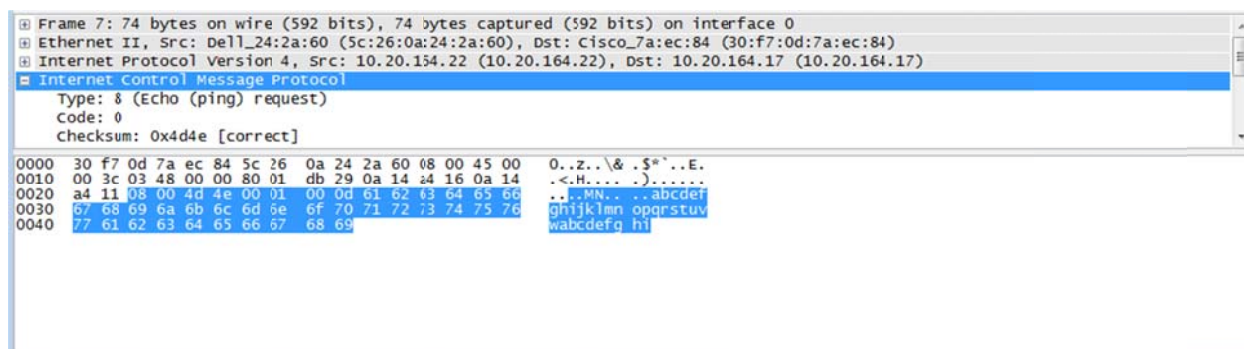 Frame 7: 74 bytes on wire (592 bits), 74 bytes captured (592 bits) on interface 0
Ethernet II, Src: Dell_24:2a:60 (5c:26:0a:24:2a:60), Dst: Cisco_7a:ec:84 (30:f7:0d:7a:ec:84)
Internet Protocol Version 4, Src: 10.20.164.22 (10.20.164.22), Dst: 10.20.164.17 (10.20.164.17)
Internet Control Message Protocol
Type: 8 (Echo (ping) request)
Code: 0
Checksum: 0x4d4e [correct]
0000 30 f7 0d 7a ec 84 5c 26 0a 24 2a 60 08 00 45 00 0..z..\& .$*`..E.
0010 00 3c 03 48 00 00 80 01 db 29 0a 14 a4 16 0a 14 .<.H.... .)......
0020 a4 11 08 00 4d 4e 00 01 00 0d 61 62 63 64 65 66 ....MN.. ..abcdef
0030 67 68 69 6a 6b 6c 6d 6e 6f 70 71 72 73 74 75 76 ghijklmn opqrstuv
0040 77 61 62 63 64 65 66 67 68 69 wabcdefg hi